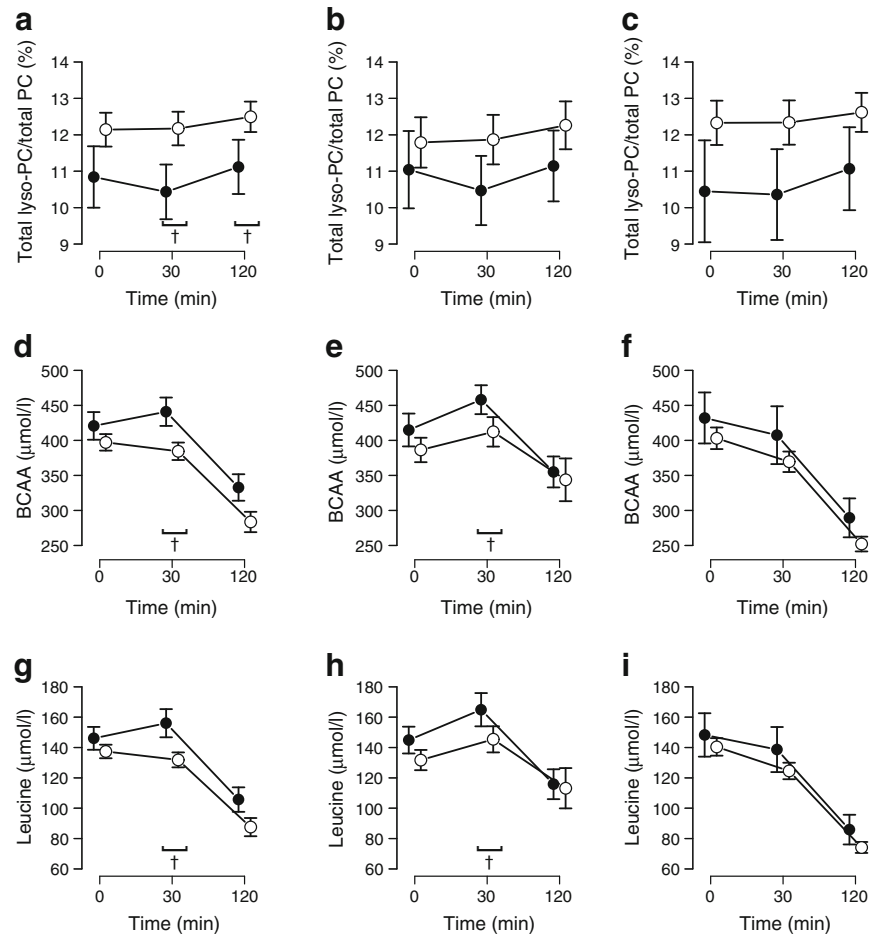 a
b
c
Total lyso-PC/total PC (%)
14
13
12
11
10
9
† †
0 30 120
Time (min)
Total lyso-PC/total PC (%)
14
13
12
11
10
9
0 30 120
Time (min)
Total lyso-PC/total PC (%)
14
13
12
11
10
9
0 30 120
Time (min)
d
e
f
BCAA (µmol/l)
500
450
400
350
300
250
†
0 30 120
Time (min)
BCAA (µmol/l)
500
450
400
350
300
250
†
0 30 120
Time (min)
BCAA (µmol/l)
500
450
400
350
300
250
0 30 120
Time (min)
g
h
i
Leucine (µmol/l)
180
160
140
120
100
80
60
†
0 30 120
Time (min)
Leucine (µmol/l)
180
160
140
120
100
80
60
†
0 30 120
Time (min)
Leucine (µmol/l)
180
160
140
120
100
80
60
0 30 120
Time (min)